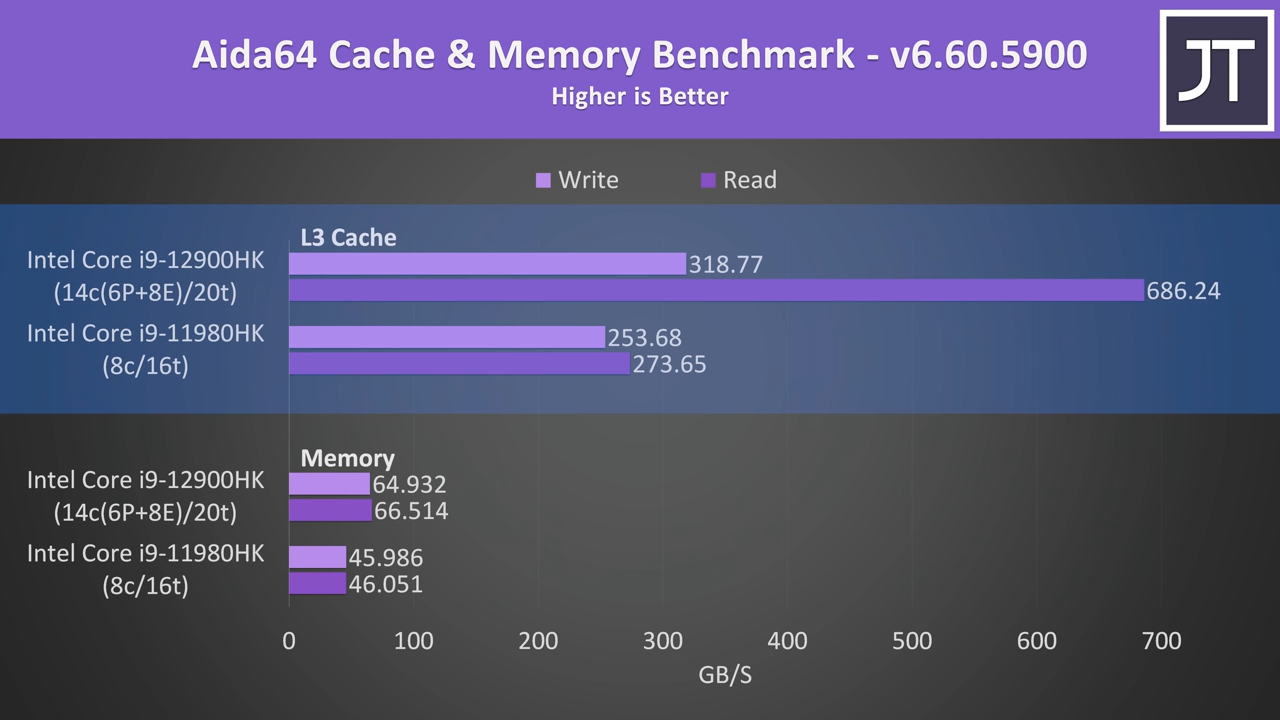 Aida64 Cache & Memory Benchmark - v6.60.5900
Higher is Better
JT
Write
Read
L3 Cache
Intel Core i9-12900HK
(14c(6P+8E)/20t)
318.77
686.24
Intel Core i9-11980HK
(8c/16t)
253.68
273.65
Memory
Intel Core i9-12900HK
(14c(6P+8E)/20t)
64.932
66.514
Intel Core i9-11980HK
(8c/16t)
45.986
46.051
0 100 200 300 400 500 600 700
GB/S